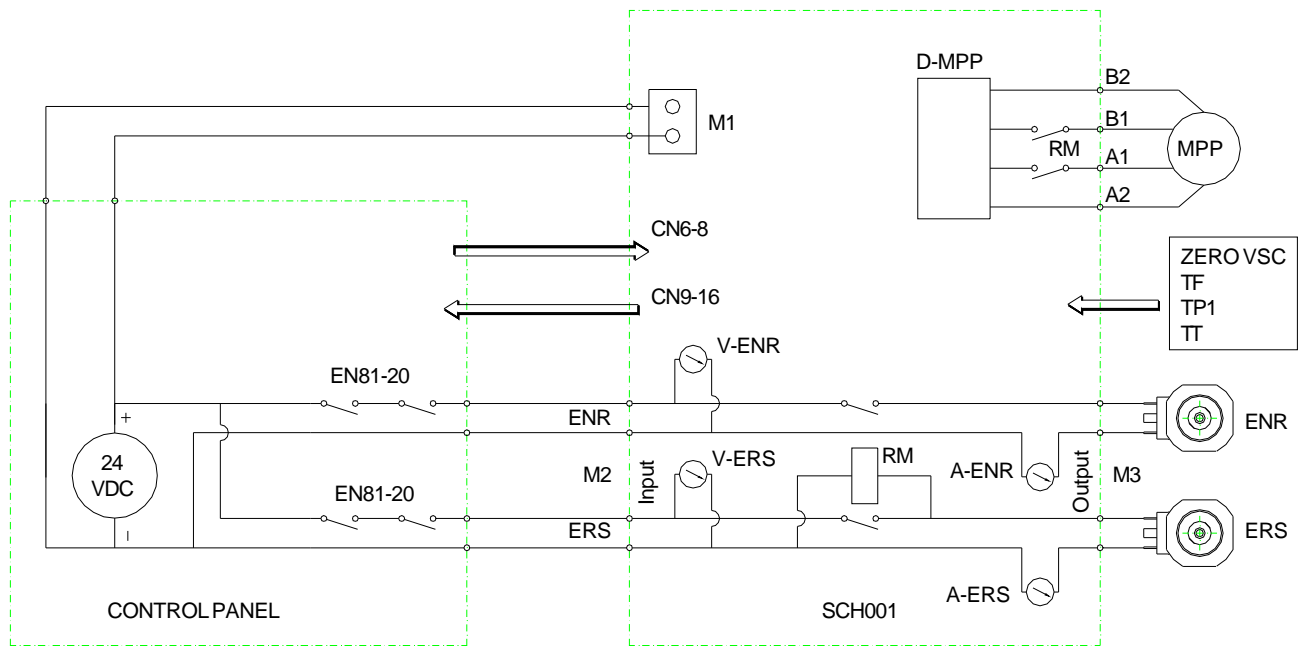 D-MPP
B2
M1
B1
RM
MPP
A1
A2
CN6-8
ZERO VSC
TF
TP1
TT
CN9-16
V-ENR
EN81-20
+
ENR
ENR
24
VDC
M2
Input
V-ERS
RM
A-ENR
Output
M3
EN81-20
-
ERS
ERS
A-ERS
CONTROL PANEL
SCH001